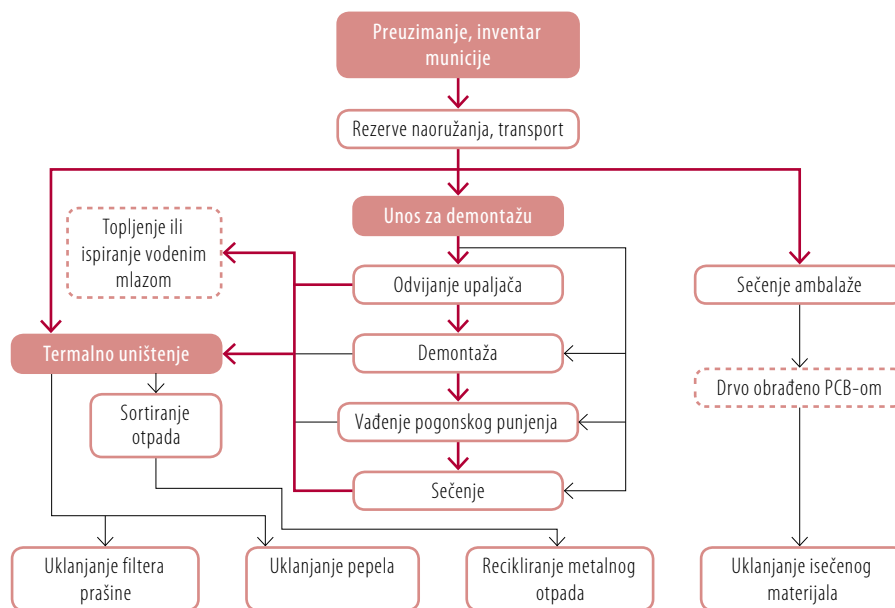 Preuzimanje, inventar
municije
Rezerve naoružanja, transport
Unos za demontažu
Topljenje ili
ispiranje vodenim
mlazom
Odvijanje upaljača
Sečenje ambalaže
Termalno uništenje
Demontaža
Drvo obrađeno PCB-om
Sortiranje
otpada
Vađenje pogonskog punjenja
Sečenje
Uklanjanje filtera
prašine
Uklanjanje pepela
Recikliranje metalnog
otpada
Uklanjanje isečenog
materijala